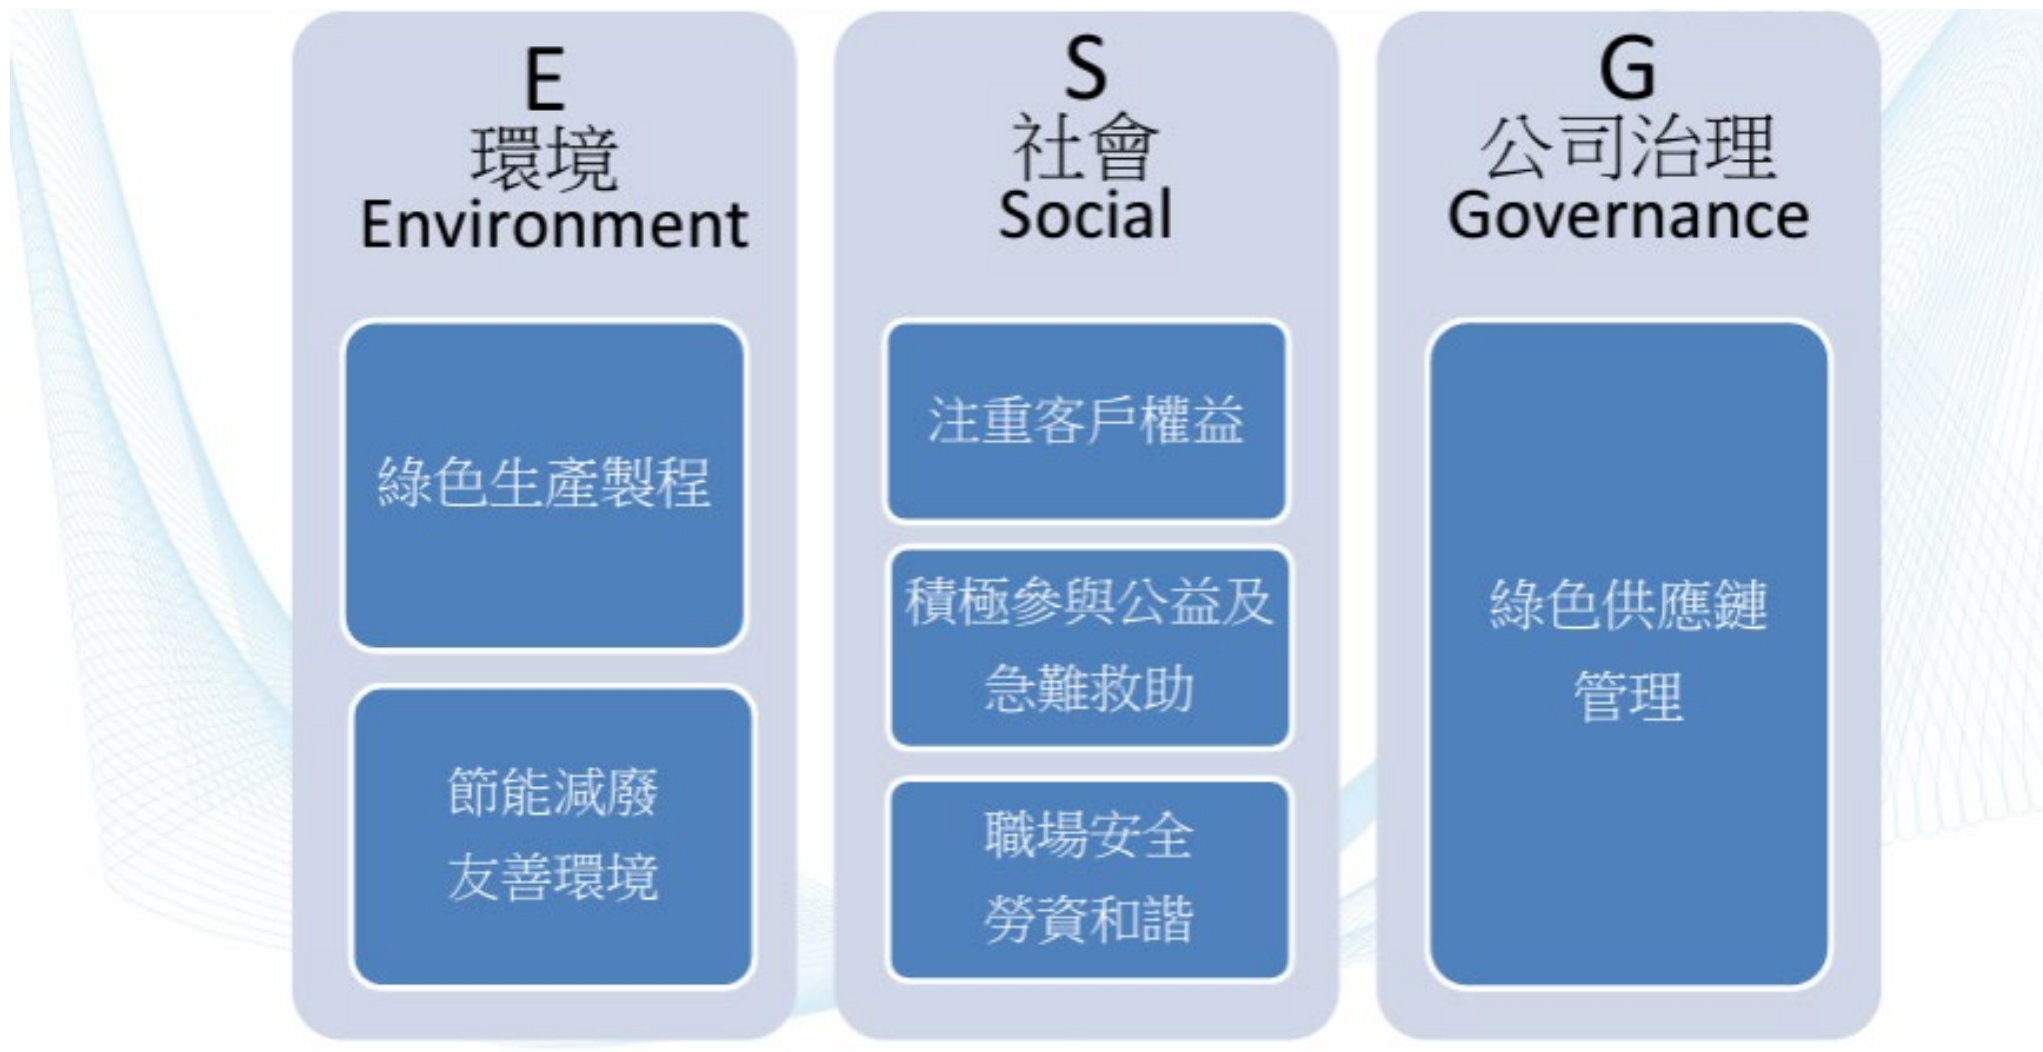 E
環境
Environment
綠色生產製程
節能減廢
友善環境
S
社會
Social
注重客戶權益
積極參與公益及
急難救助
職場安全
勞資和諧
G
公司治理
Governance
綠色供應鏈
管理